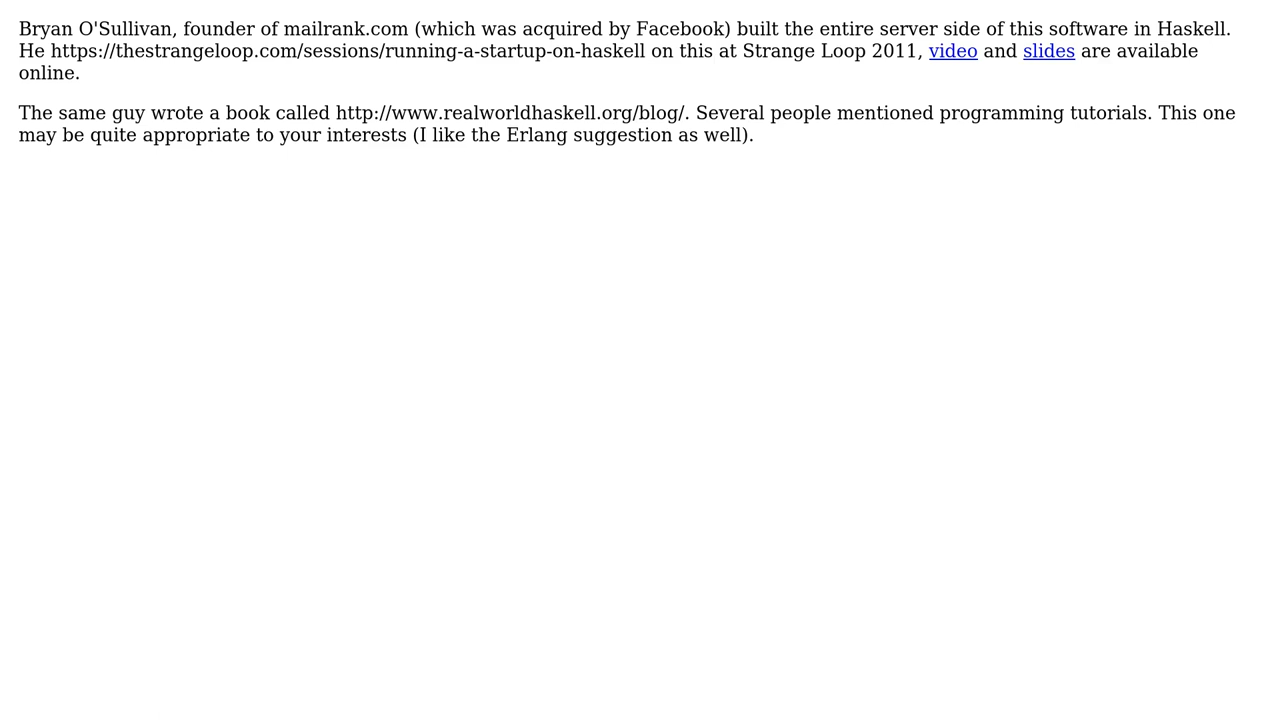 Bryan O'Sullivan, founder of mailrank.com (which was acquired by Facebook) built the entire server side of this software in Haskell.
He https://thestrangeloop.com/sessions/running-a-startup-on-haskell on this at Strange Loop 2011, video and slides are available
online.
The same guy wrote a book called http://www.realworldhaskell.org/blog/. Several people mentioned programming tutorials. This one
may be quite appropriate to your interests (I like the Erlang suggestion as well).